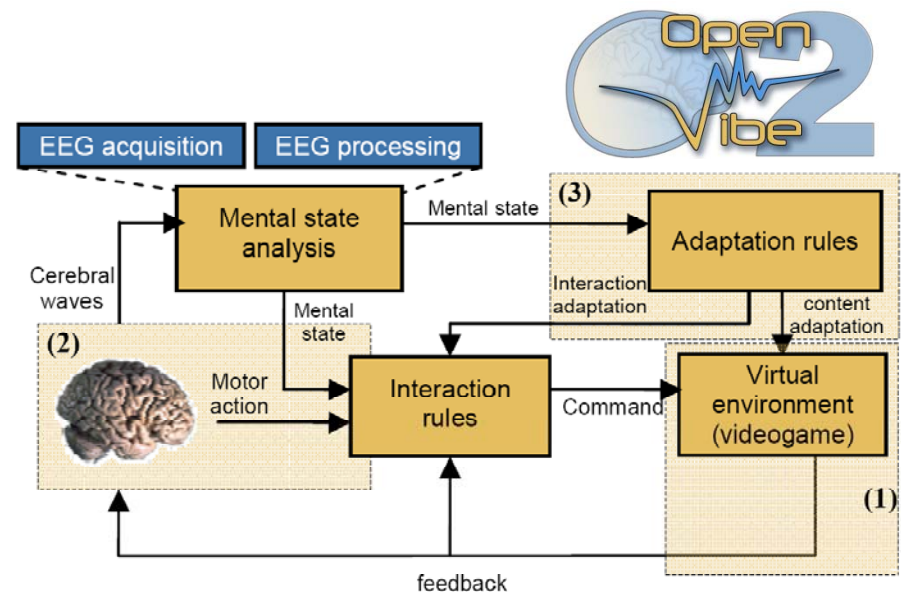 Open
2
Vibe
EEG acquisition
EEG processing
Mental state
analysis
Mental state
(3)
Adaptation rules
Cerebral
waves
Interaction
adaptation
content
adaptation
Mental
state
(2)
Motor
action
Interaction
rules
Command
Virtual
environment
(videogame)
(1)
feedback